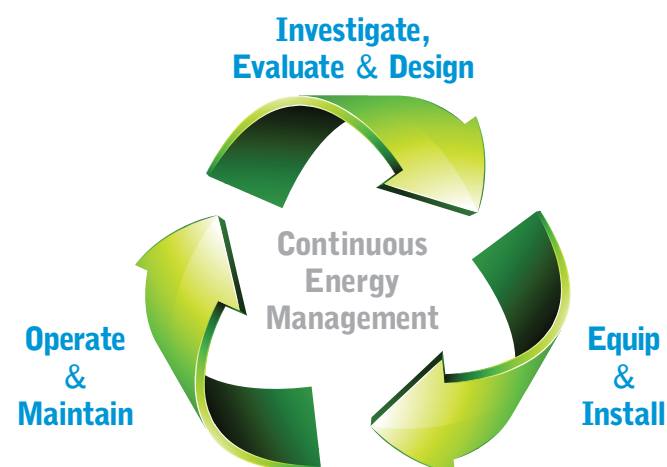 Investigate,
Evaluate & Design
Continuous
Energy
Management
Operate
&
Maintain
Equip
&
Install